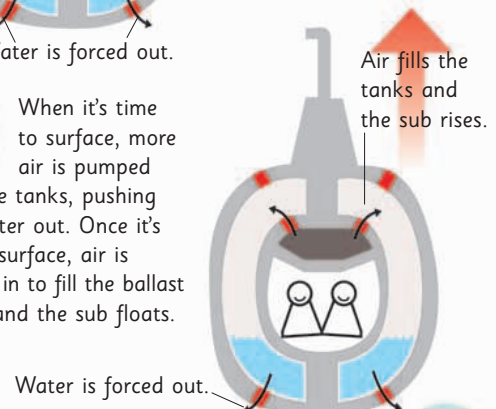 ater is forced out.
When it's time
to surface, more
air is pumped
e tanks, pushing
ter out. Once it's
surface, air is
in to fill the ballast
and the sub floats.
Air fills the
tanks and
the sub rises.
Water is forced out.